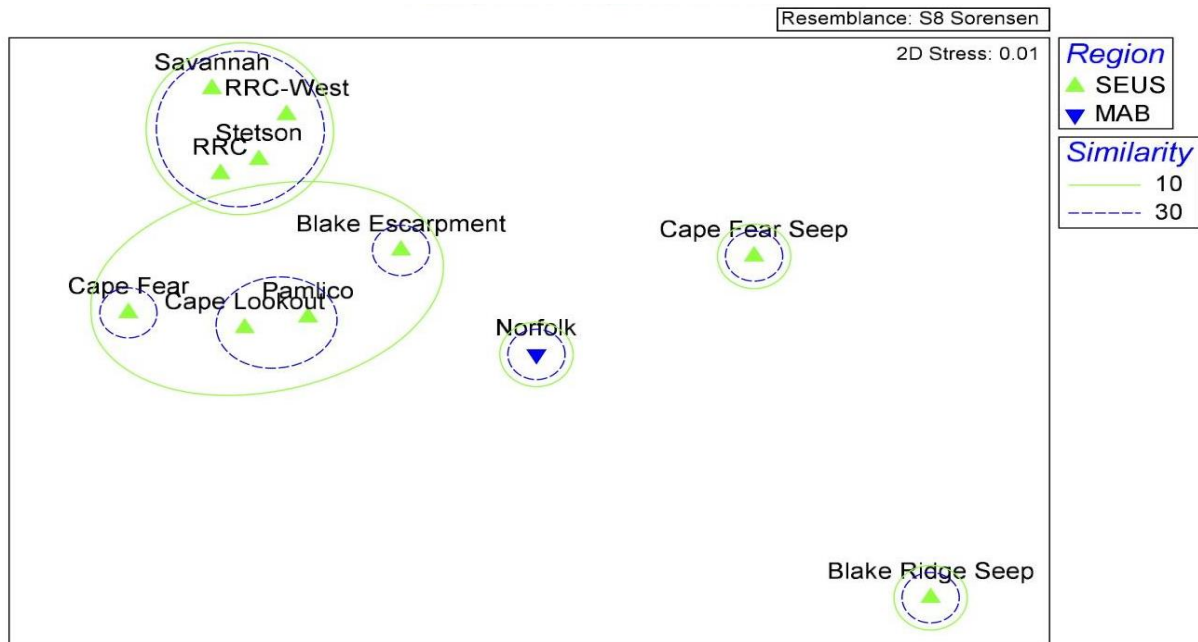 Resemblance: S8 Sorensen
2D Stress: 0.01
Region
SEUS
MAB
Similarity
10
30
Savannah
RRC-West
Stetson
RRC
Blake Escarpment
Cape Fear Seep
Cape Fear
Cape Lookout
Pamlico
Norfolk
Blake Ridge Seep